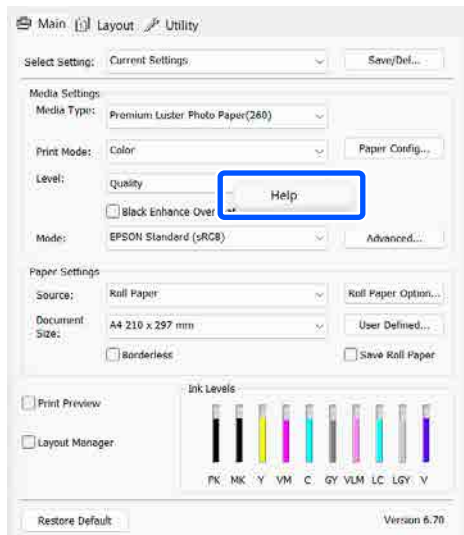 Main Layout Utility
Select Setting: Current Settings Save/Del...
Media Settings
Media Type: Premium Luster Photo Paper(260)
Print Mode: Color Paper Config...
Level: Quality
Help
Black Enhance Over
Mode: EPSON Standard (sRGB) Advanced...
Paper Settings
Source: Roll Paper Roll Paper Option...
Document Size: A4 210 x 297 mm User Defined...
Borderless Save Roll Paper
Ink Levels
Print Preview
Layout Manager
PK MK Y VM C GY VLM LC LGY V
Restore Default Version 6.70